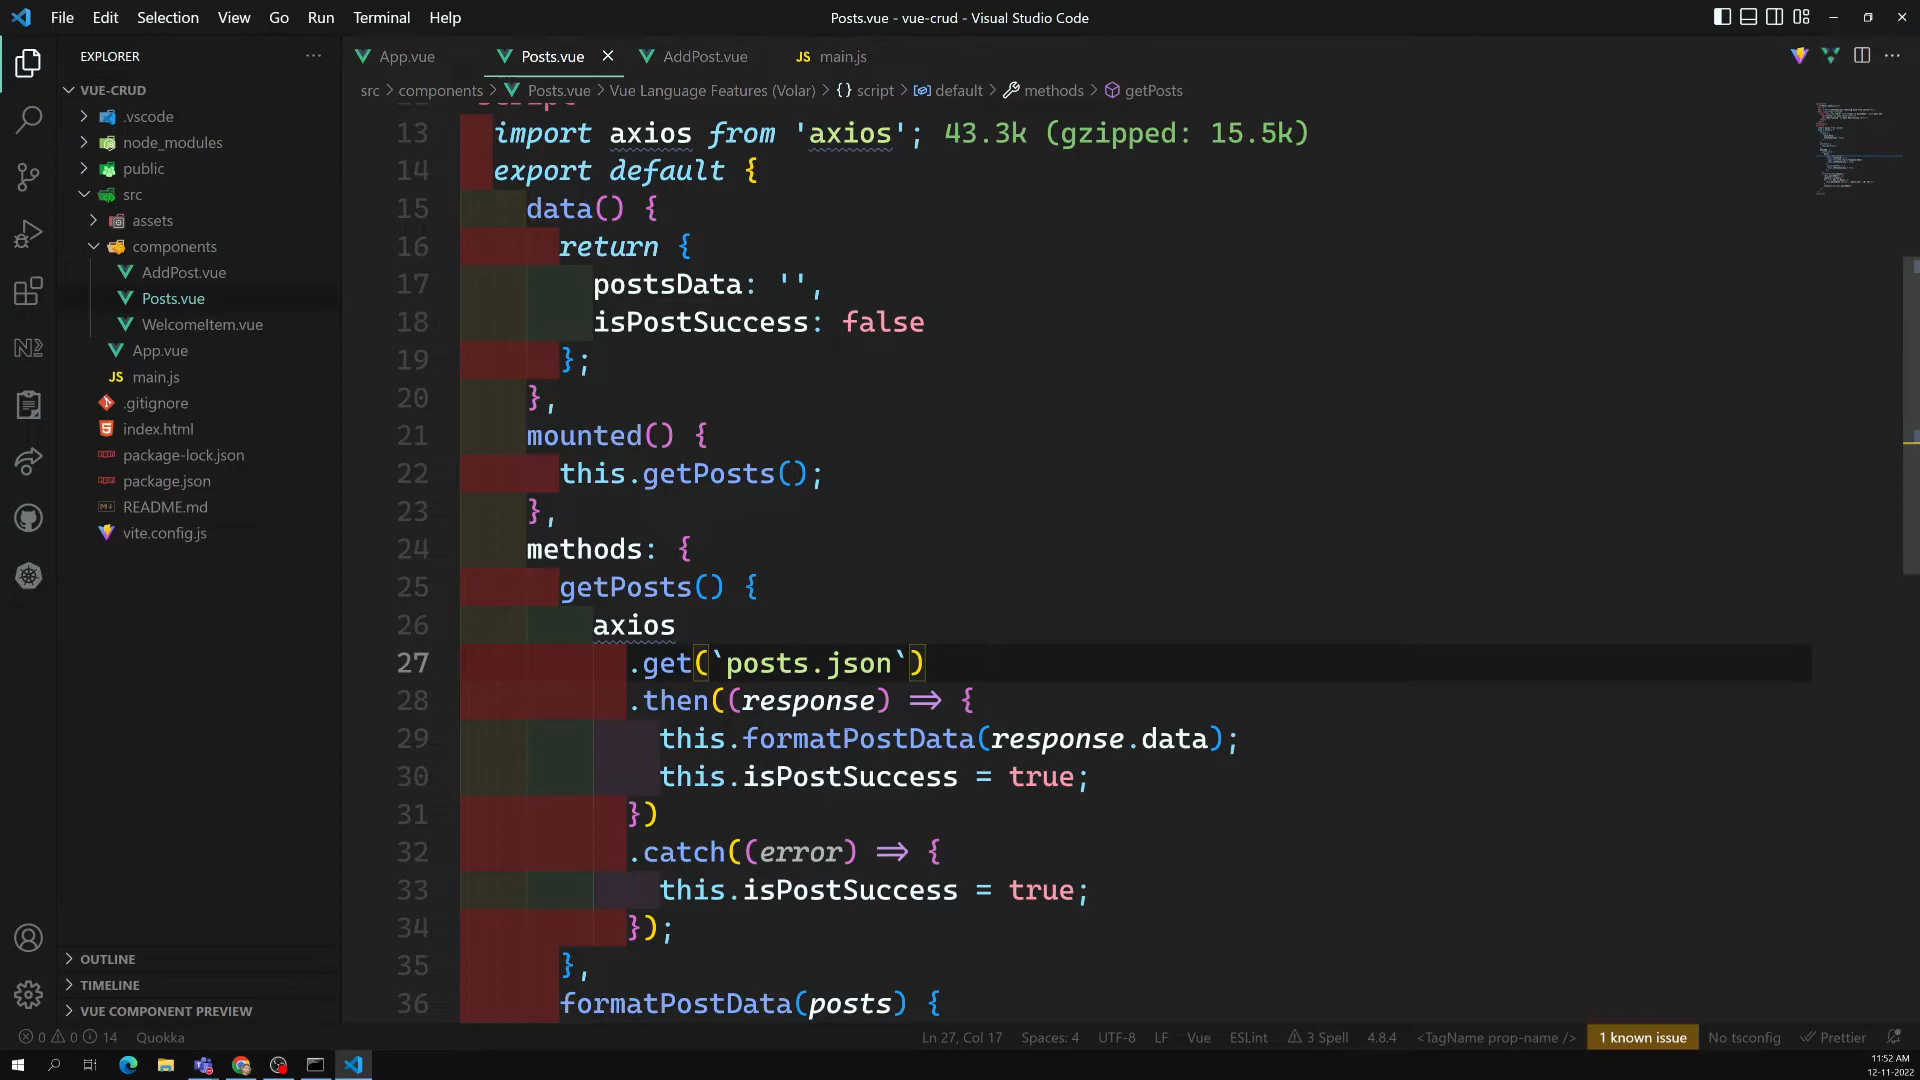 File Edit Selection View Go Run Terminal Help
Posts.vue - vue-crud - Visual Studio Code
EXPLORER
App.vue
Posts.vue
AddPost.vue
JS main.js
VUE-CRUD
.vscode
node_modules
public
src
assets
components
AddPost.vue
Posts.vue
WelcomeItem.vue
App.vue
JS main.js
.gitignore
index.html
package-lock.json
package.json
README.md
vite.config.js
OUTLINE
TIMELINE
VUE COMPONENT PREVIEW
src > components > Posts.vue > Vue Language Features (Volar) > {} script > default > methods > getPosts
13 import axios from 'axios'; 43.3k (gzipped: 15.5k)
14 export default {
15 data() {
16 return {
17 postsData: '',
18 isPostSuccess: false
19 };
20 },
21 mounted() {
22 this.getPosts();
23 },
24 methods: {
25 getPosts() {
26 axios
27 .get(`posts.json`)
28 .then((response) => {
29 this.formatPostData(response.data);
30 this.isPostSuccess = true;
31 })
32 .catch((error) => {
33 this.isPostSuccess = true;
34 });
35 },
36 formatPostData(posts) {
0 0 14 Quokka
Ln 27, Col 17 Spaces: 4 UTF-8 LF Vue ESLint 3 Spell 4.8.4 <TagName prop-name /> 1 known issue No tsconfig Prettier
11:52 AM
12-11-2022